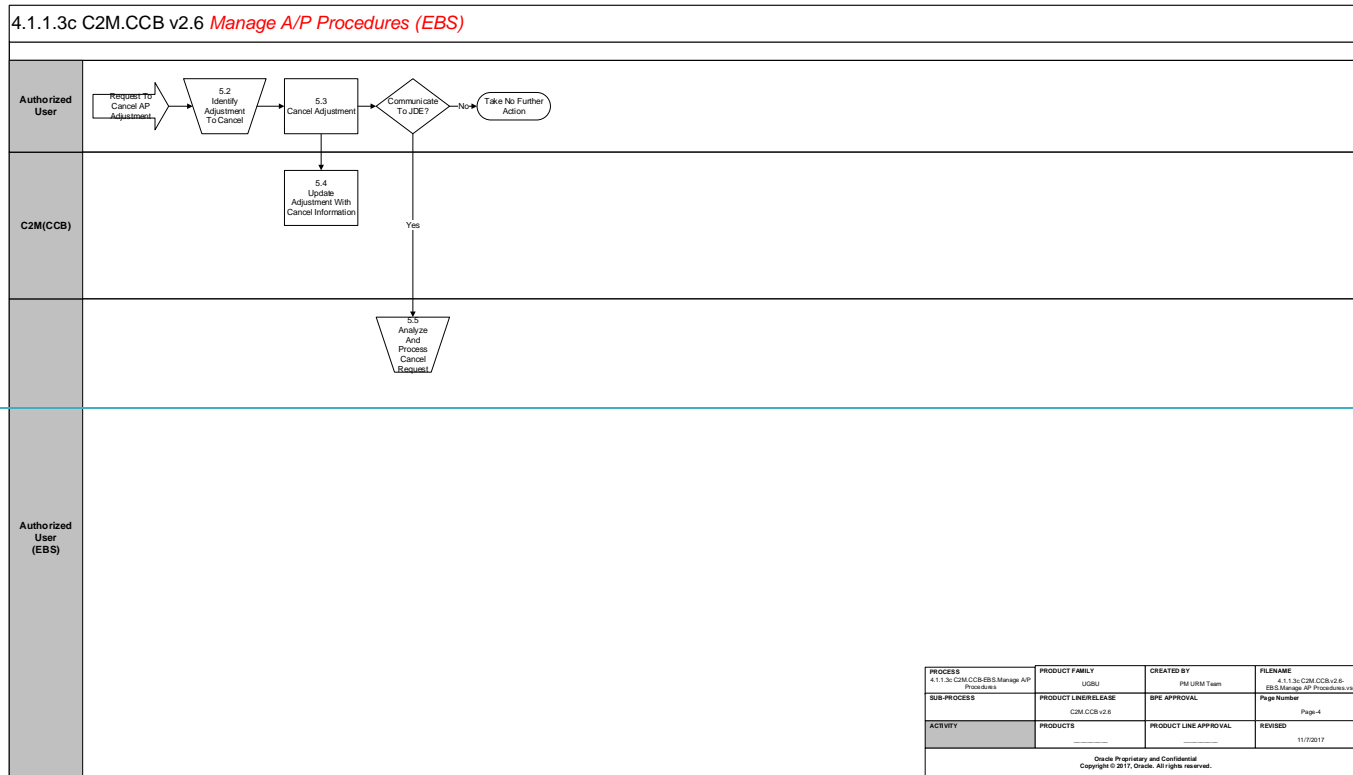 4.1.1.3c C2M.CCB v2.6 Manage A/P Procedures (EBS)
Authorized
User
Request To
Cancel AP
Adjustment
5.2
Identify
Adjustment
To Cancel
5.3
Cancel Adjustment
Communicate
To JDE?
No
Take No Further
Action
C2M(CCB)
5.4
Update
Adjustment With
Cancel Information
Yes
5.5
Analyze
And
Process
Cancel
Request
Authorized
User
(EBS)
PROCESS
4.1.1.3c C2M.CCB-EBS.Manage A/P
Procedures
PRODUCT FAMILY
UGBU
CREATED BY
PM URM Team
FILENAME
4.1.1.3c C2M.CCB.v2.6-
EBS.Manage AP Procedures.vs
SUB-PROCESS
PRODUCT LINE/RELEASE
C2M.CCB v2.6
BPE APPROVAL
Page Number
Page-4
ACTIVITY
PRODUCTS
PRODUCT LINE APPROVAL
REVISED
11/7/2017
Oracle Proprietary and Confidential
Copyright © 2017, Oracle. All rights reserved.